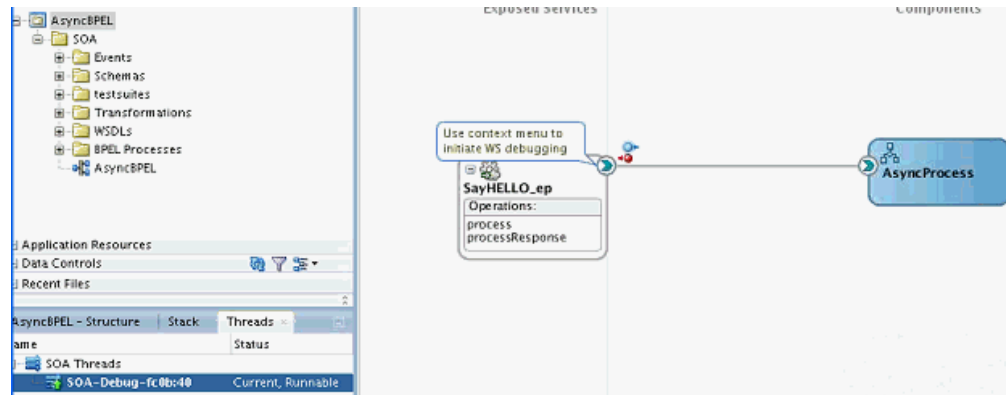 Exposed Services
Components
AsyncBPEL
SOA
Events
Schemas
testsuites
Transformations
WSDLs
BPEL Processes
AsyncBPEL
Application Resources
Data Controls
Recent Files
AsyncBPEL - Structure
Stack
Threads
ame
Status
SOA Threads
SOA-Debug-fc0b:40
Current, Runnable
Use context menu to
initiate WS debugging
SayHELLO_ep
Operations:
process
processResponse
AsyncProcess